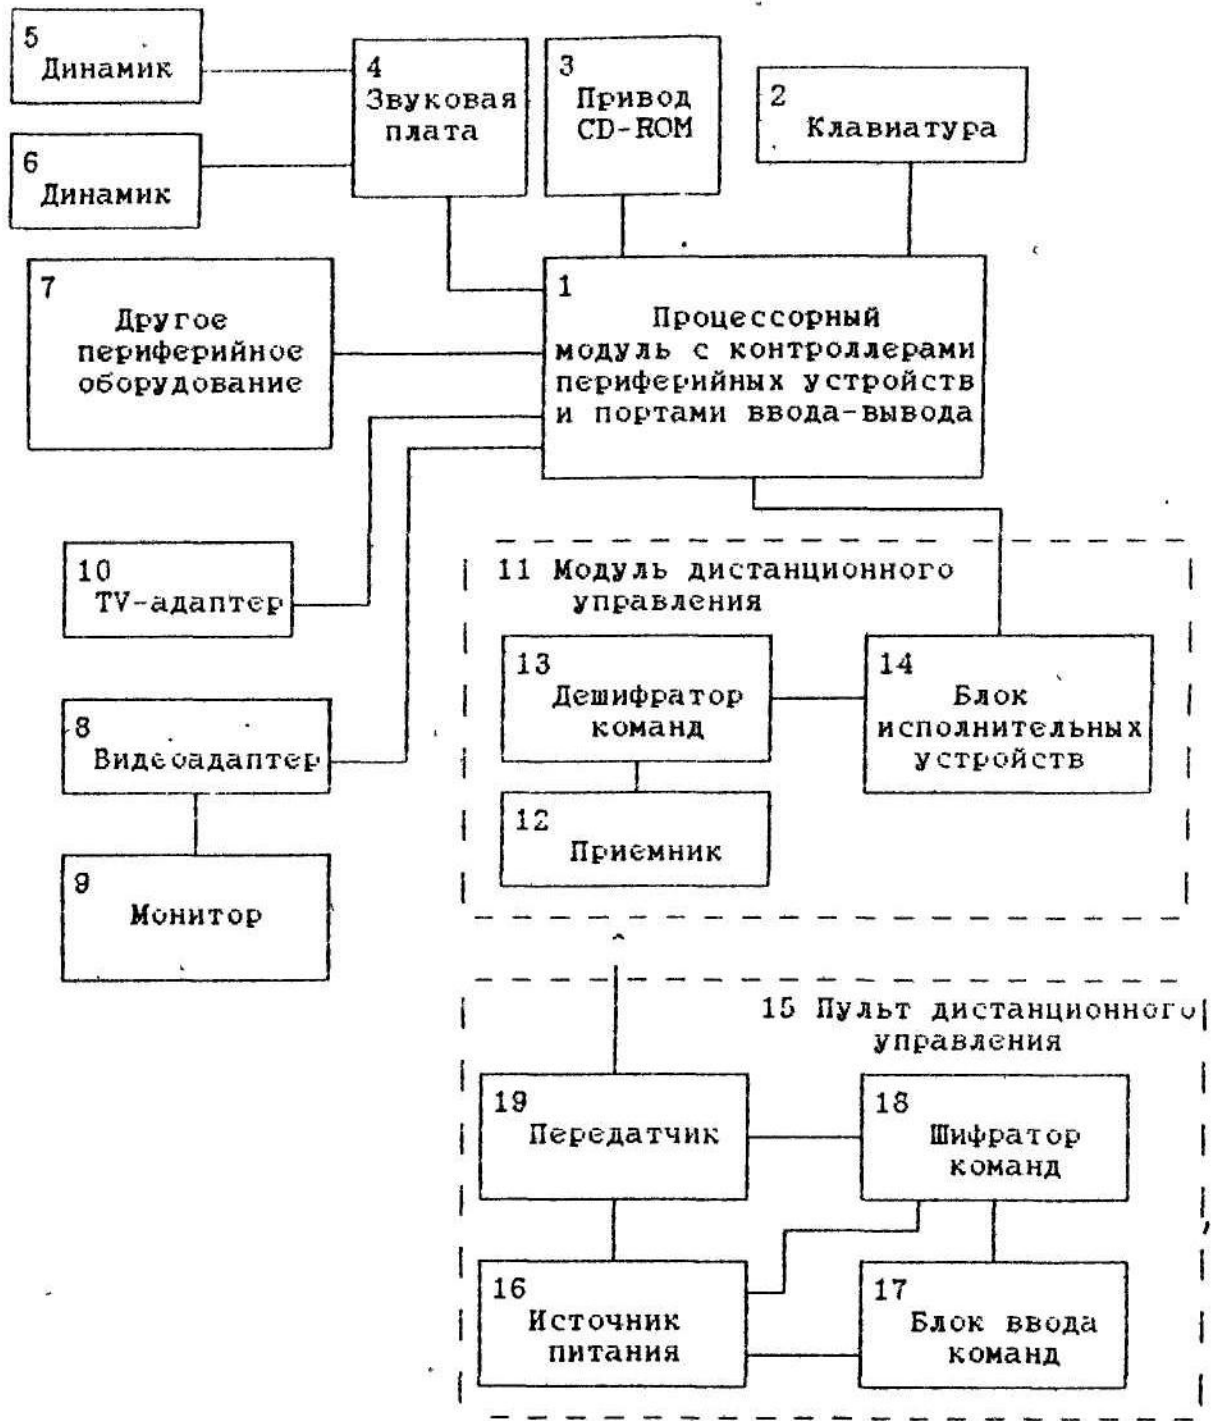 5
Динамик
6
Динамик
4
Звуковая
плата
3
Привод
CD-ROM
2
Клавиатура
7
Другое
периферийное
оборудование
1
Процессорный
модуль с контроллерами
периферийных устройств
и портами ввода-вывода
10
TV-адаптер
8
Видеоадаптер
9
Монитор
11 Модуль дистанционного
управления
13
Дешифратор
команд
14
Блок
исполнительных
устройств
12
Приемник
15 Пульт дистанционного
управления
19
Передатчик
18
Шифратор
команд
16
Источник
питания
17
Блок ввода
команд